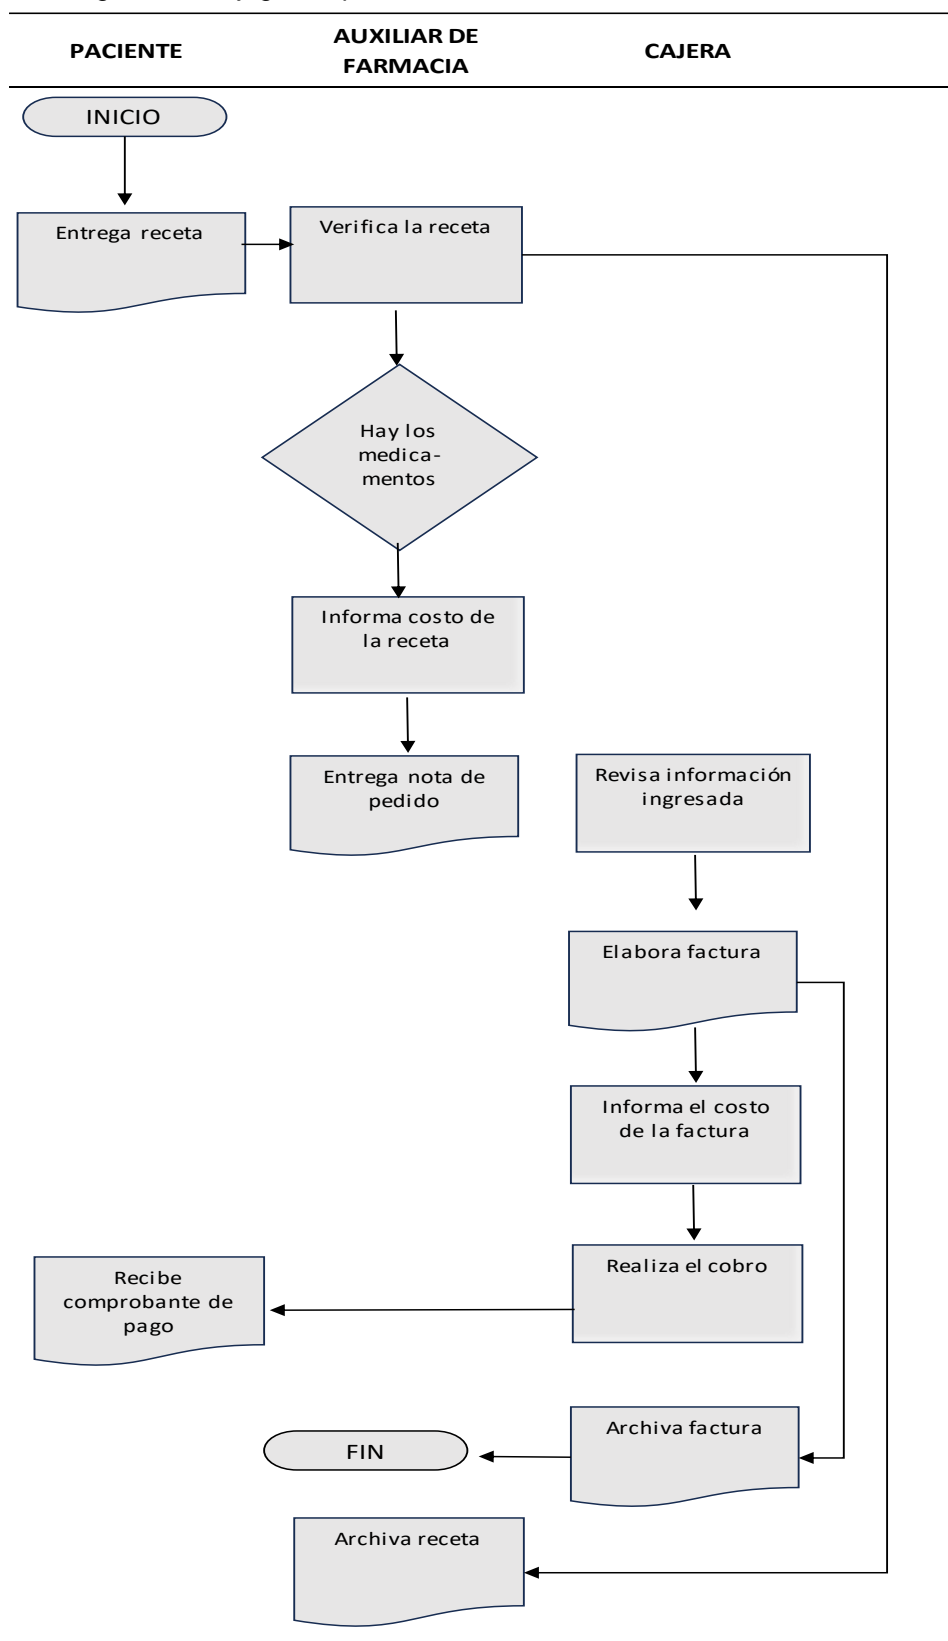 PACIENTE
AUXILIAR DE
FARMACIA
CAJERA
INICIO
Entrega receta
Verifica la receta
Hay los
medica-
mentos
Informa costo de
la receta
Entrega nota de
pedido
Revisa información
ingresada
Elabora factura
Informa el costo
de la factura
Realiza el cobro
Recibe
comprobante de
pago
Archiva factura
FIN
Archiva receta